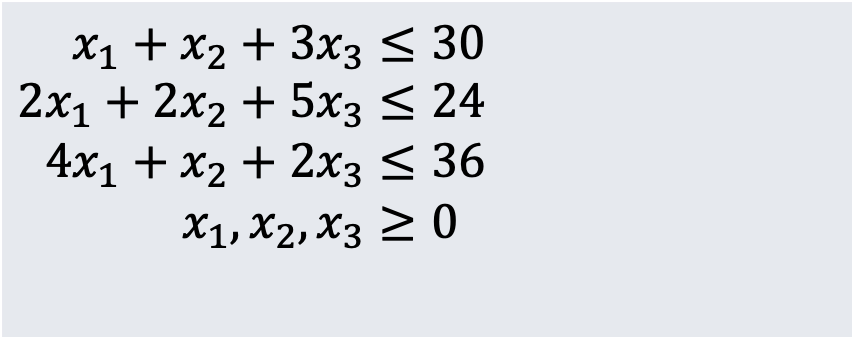 x₁ + x₂ + 3x₃ ≤ 30
2x₁ + 2x₂ + 5x₃ ≤ 24
4x₁ + x₂ + 2x₃ ≤ 36
x₁, x₂, x₃ ≥ 0